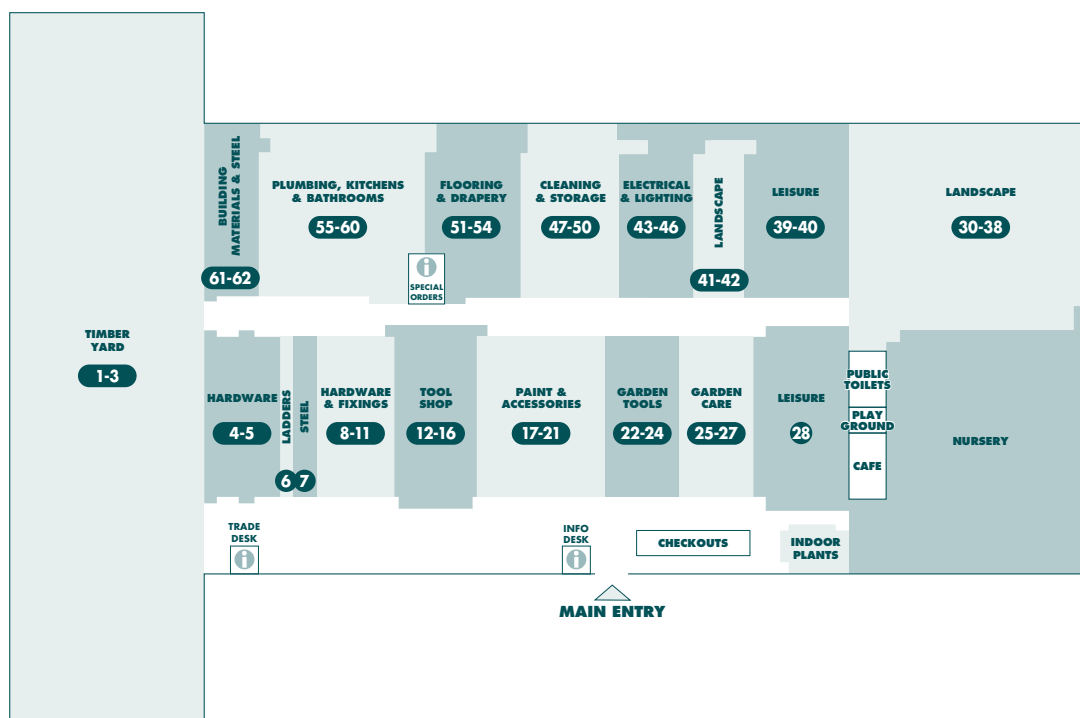 BUILDING
MATERIALS & STEEL
61-62
PLUMBING, KITCHENS
& BATHROOMS
55-60
FLOORING
& DRAPERY
51-54
CLEANING
& STORAGE
47-50
ELECTRICAL
& LIGHTING
43-46
LANDSCAPE
41-42
LEISURE
39-40
LANDSCAPE
30-38
SPECIAL
ORDERS
TIMBER
YARD
1-3
HARDWARE
4-5
LADDERS
6
STEEL
7
HARDWARE
& FIXINGS
8-11
TOOL
SHOP
12-16
PAINT &
ACCESSORIES
17-21
GARDEN
TOOLS
22-24
GARDEN
CARE
25-27
LEISURE
28
PUBLIC
TOILETS
PLAY
GROUND
CAFE
NURSERY
TRADE
DESK
INFO
DESK
CHECKOUTS
INDOOR
PLANTS
MAIN ENTRY